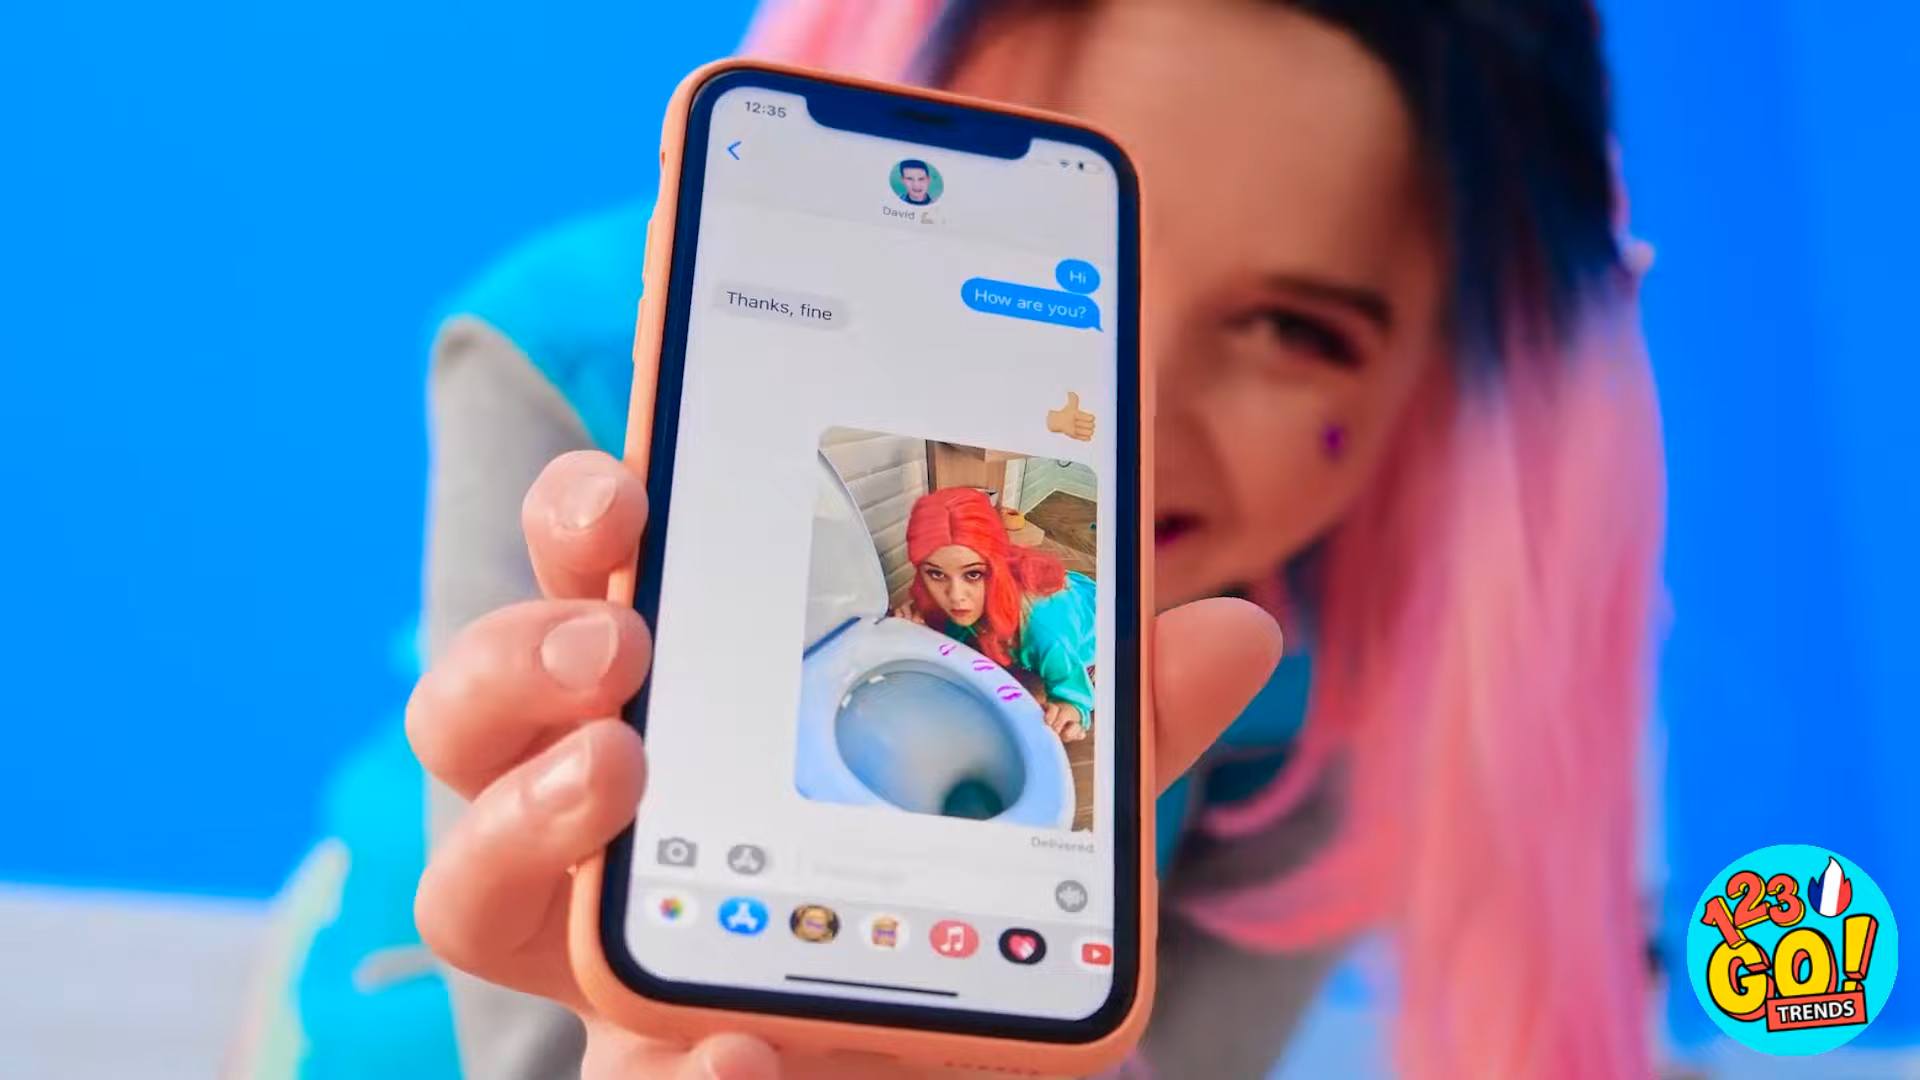 12:35
David
Hi
How are you?
Thanks, fine
Delivered
123
GO!
TRENDS